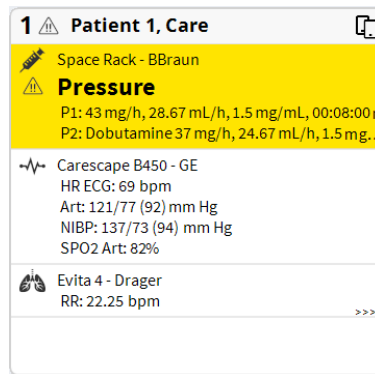 1 Patient 1, Care
Space Rack - BBraun
Pressure
P1: 43 mg/h, 28.67 mL/h, 1.5 mg/mL, 00:08:00
P2: Dobutamine 37 mg/h, 24.67 mL/h, 1.5 mg..
Carescape B450 - GE
HR ECG: 69 bpm
Art: 121/77 (92) mm Hg
NIBP: 137/73 (94) mm Hg
SPO2 Art: 82%
Evita 4 - Drager
RR: 22.25 bpm
>>>